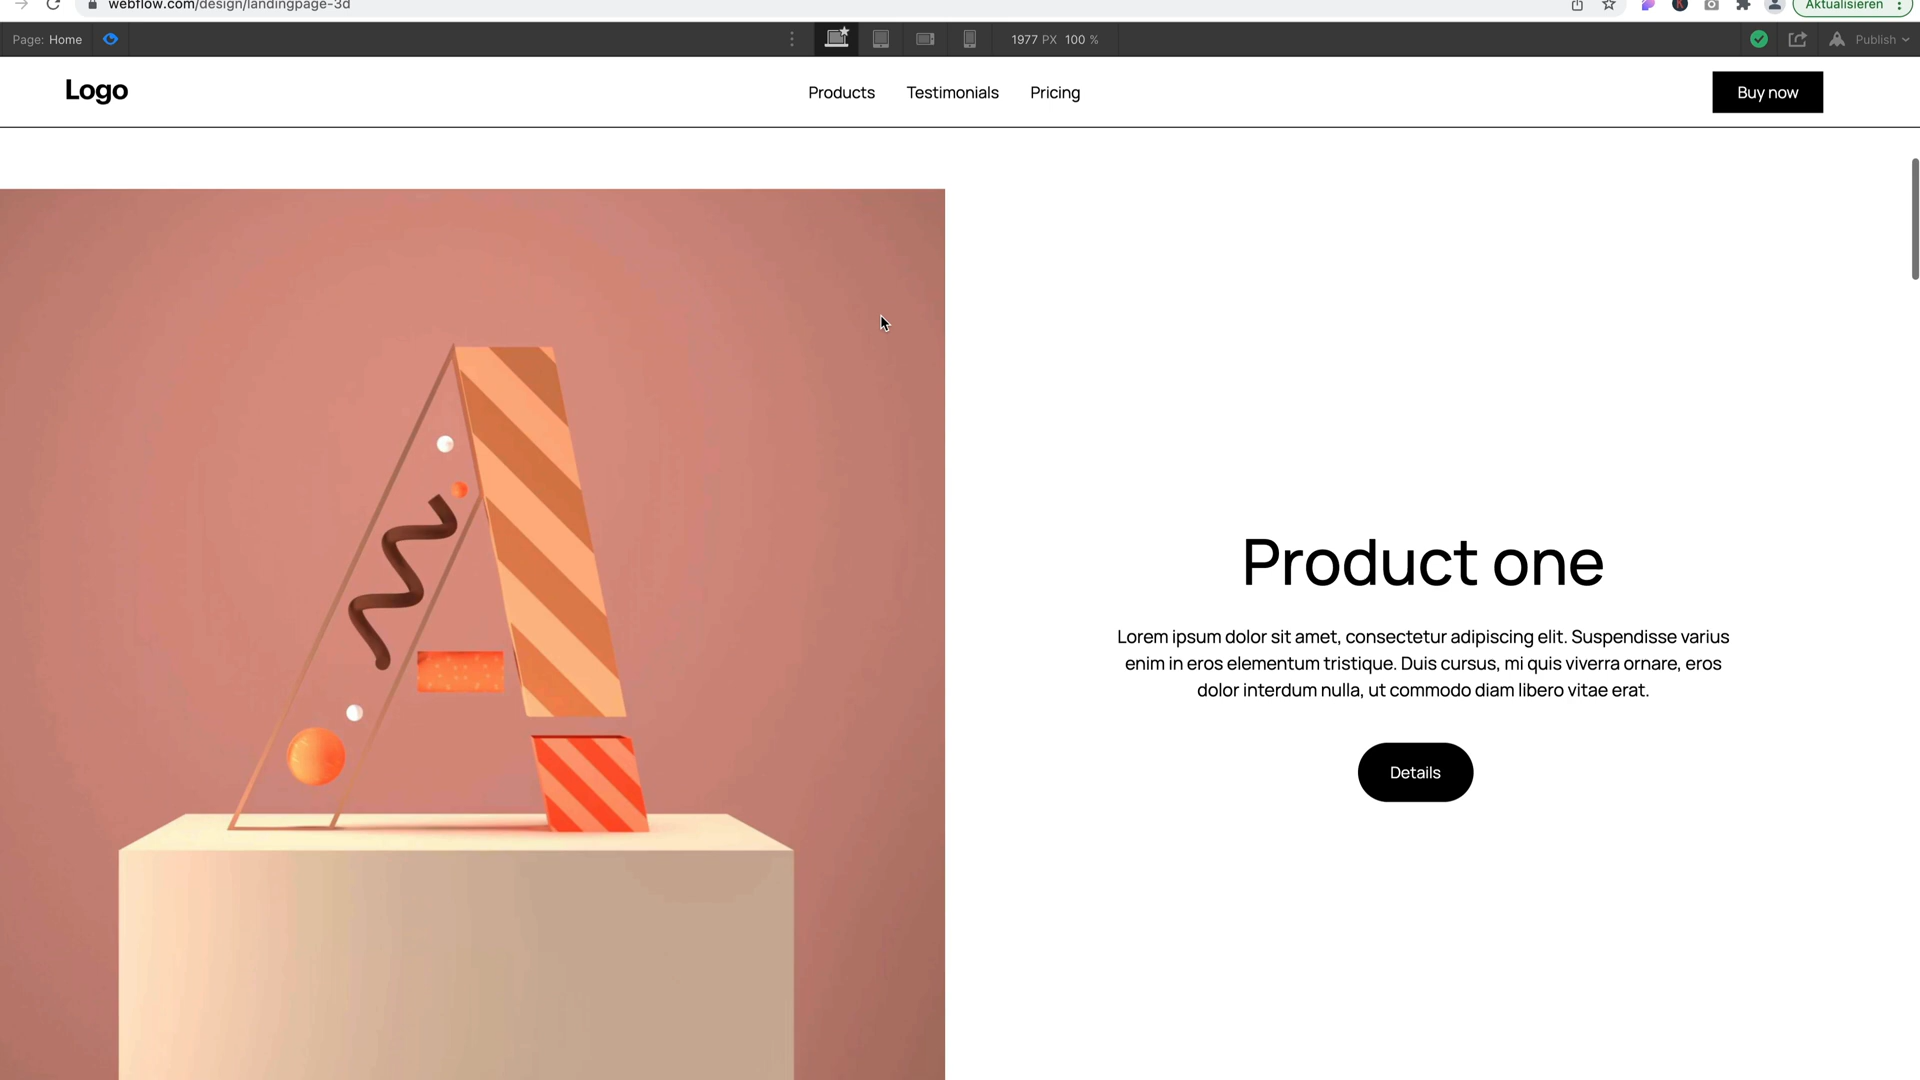 webflow.com/design/landingpage-3d
Aktualisieren
Page: Home
1977 PX 100 %
Publish
Logo
Products
Testimonials
Pricing
Buy now
Product one
Lorem ipsum dolor sit amet, consectetur adipiscing elit. Suspendisse varius
enim in eros elementum tristique. Duis cursus, mi quis viverra ornare, eros
dolor interdum nulla, ut commodo diam libero vitae erat.
Details